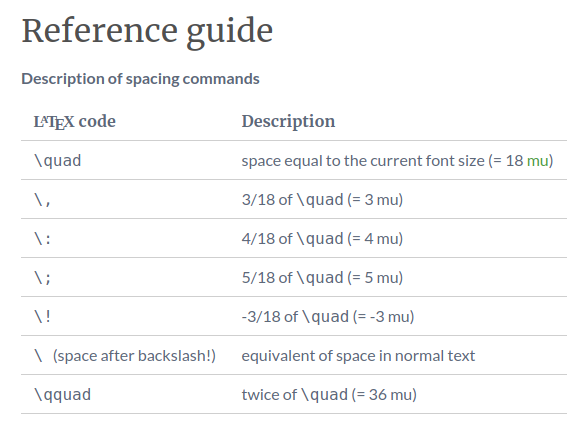 Reference guide
Description of spacing commands
LATEX code Description
\quad space equal to the current font size (= 18 mu)
\, 3/18 of \quad (= 3 mu)
\: 4/18 of \quad (= 4 mu)
\; 5/18 of \quad (= 5 mu)
\! -3/18 of \quad (= -3 mu)
\ (space after backslash!) equivalent of space in normal text
\qquad twice of \quad (= 36 mu)